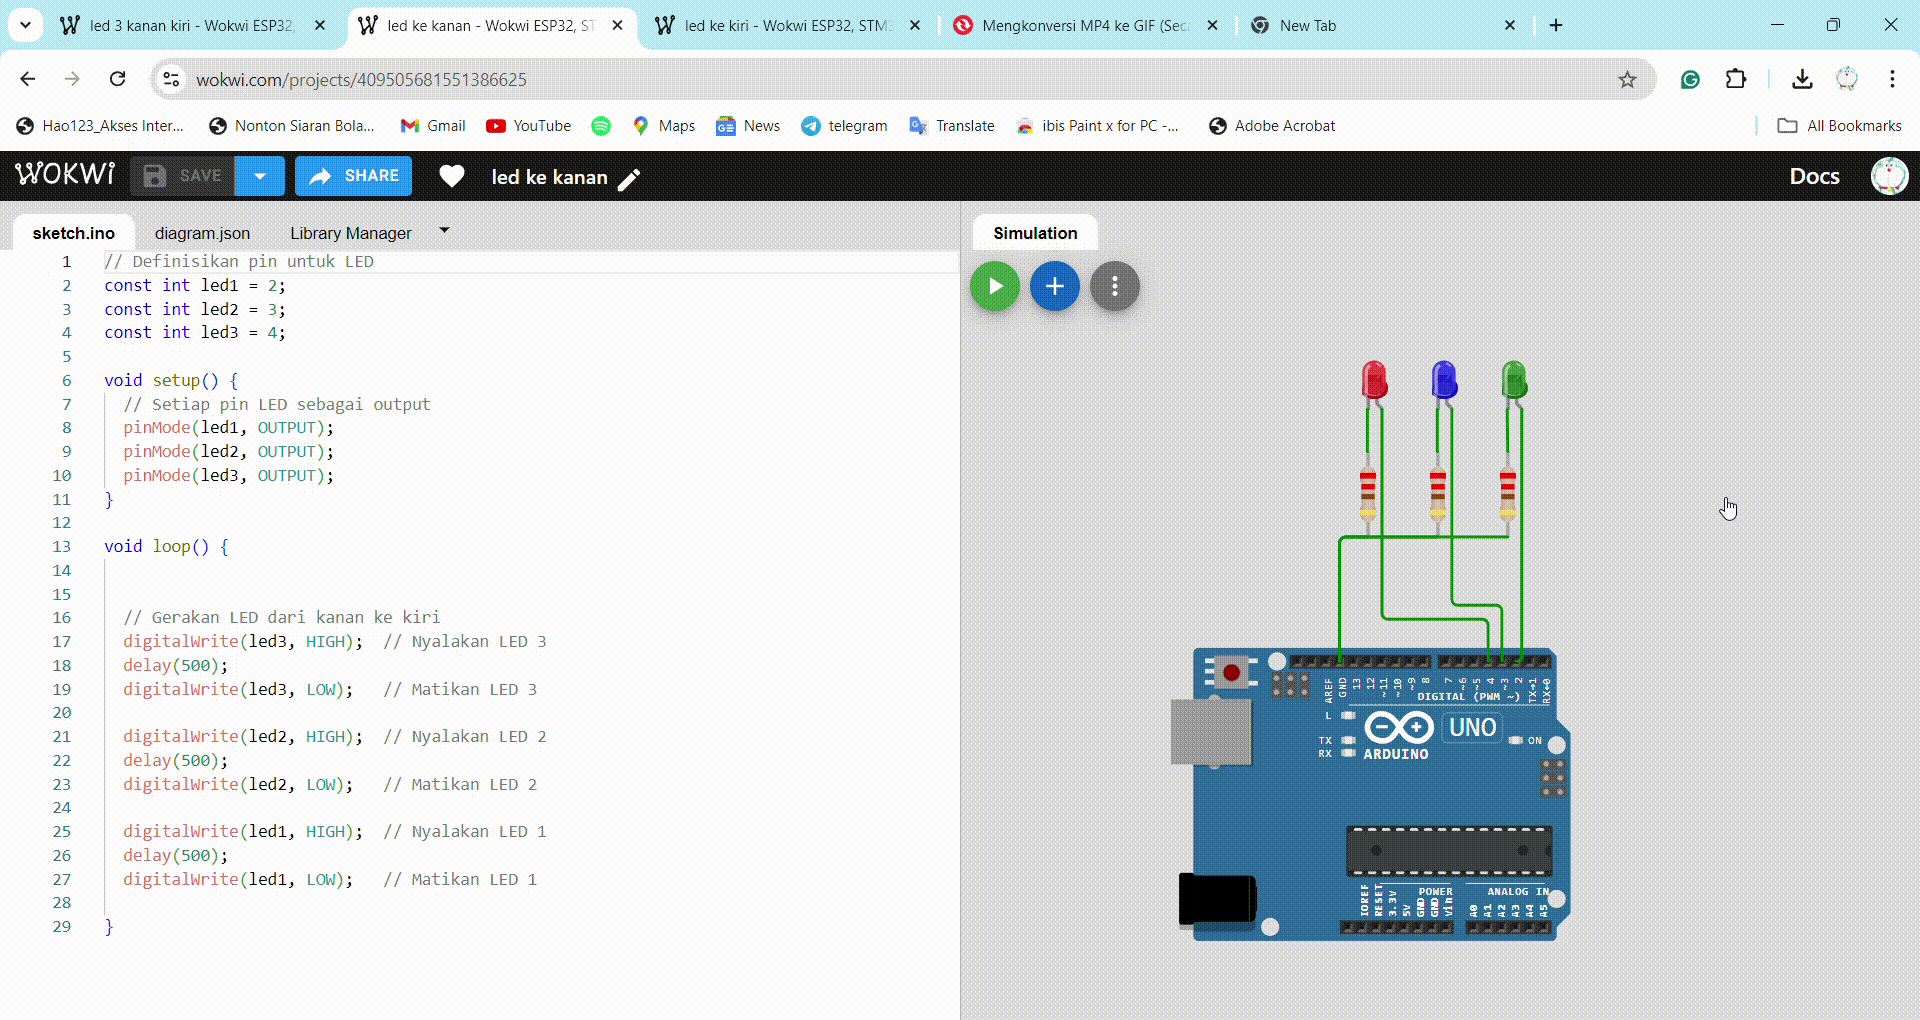 led 3 kanan kiri - Wokwi ESP32,
led ke kanan - Wokwi ESP32, ST
led ke kiri - Wokwi ESP32, STM3
Mengkonversi MP4 ke GIF (Seca
New Tab
wokwi.com/projects/409505681551386625
Hao123_Akses Inter...
Nonton Siaran Bola...
Gmail
YouTube
Maps
News
telegram
Translate
ibis Paint x for PC -...
Adobe Acrobat
All Bookmarks
WOKWi
SAVE
SHARE
led ke kanan
Docs
sketch.ino
diagram.json
Library Manager
Simulation
1 // Definisikan pin untuk LED
2 const int led1 = 2;
3 const int led2 = 3;
4 const int led3 = 4;
5
6 void setup() {
7 // Setiap pin LED sebagai output
8 pinMode(led1, OUTPUT);
9 pinMode(led2, OUTPUT);
10 pinMode(led3, OUTPUT);
11 }
12
13 void loop() {
14
15
16 // Gerakan LED dari kanan ke kiri
17 digitalWrite(led3, HIGH); // Nyalakan LED 3
18 delay(500);
19 digitalWrite(led3, LOW); // Matikan LED 3
20
21 digitalWrite(led2, HIGH); // Nyalakan LED 2
22 delay(500);
23 digitalWrite(led2, LOW); // Matikan LED 2
24
25 digitalWrite(led1, HIGH); // Nyalakan LED 1
26 delay(500);
27 digitalWrite(led1, LOW); // Matikan LED 1
28
29 }
AREF GND 13 12 ~11 ~10 ~9 8 7 ~6 ~5 4 ~3 2 TX→1 RX←0
DIGITAL (PWM ~)
L
UNO
TX
RX
ARDUINO
ON
POWER
ANALOG IN
IOREF RESET 3.3V 5V GND GND Vin A0 A1 A2 A3 A4 A5